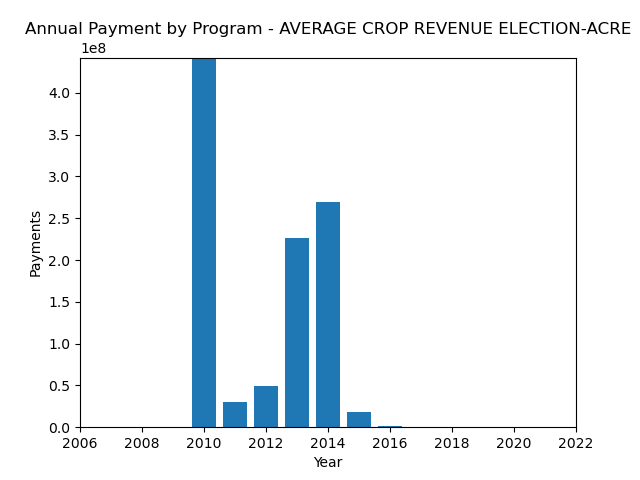 Annual Payment by Program - AVERAGE CROP REVENUE ELECTION-ACRE
1e8
4.0
3.5
3.0
2.5
2.0
1.5
1.0
0.5
0.0
Payments
2006 2008 2010 2012 2014 2016 2018 2020 2022
Year